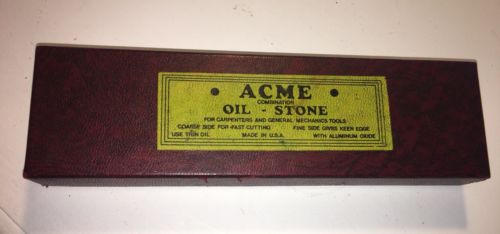 • ACME •
COMBINATION
OIL - STONE
FOR CARPENTERS AND GENERAL MECHANICS TOOLS
COARSE SIDE FOR FAST CUTTING FINE SIDE GIVES KEEN EDGE
USE THIN OIL MADE IN U.S.A. WITH ALUMINUM OXIDE